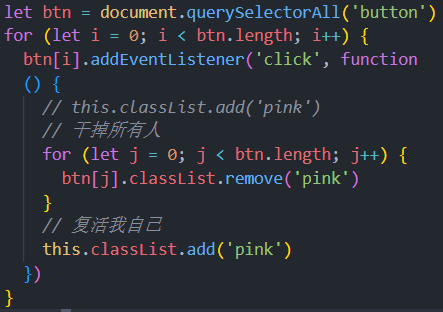 let btn = document.querySelectorAll('button')
for (let i = 0; i < btn.length; i++) {
  btn[i].addEventListener('click', function
  () {
    // this.classList.add('pink')
    // 干掉所有人
    for (let j = 0; j < btn.length; j++) {
      btn[j].classList.remove('pink')
    }
    // 复活我自己
    this.classList.add('pink')
  })
}